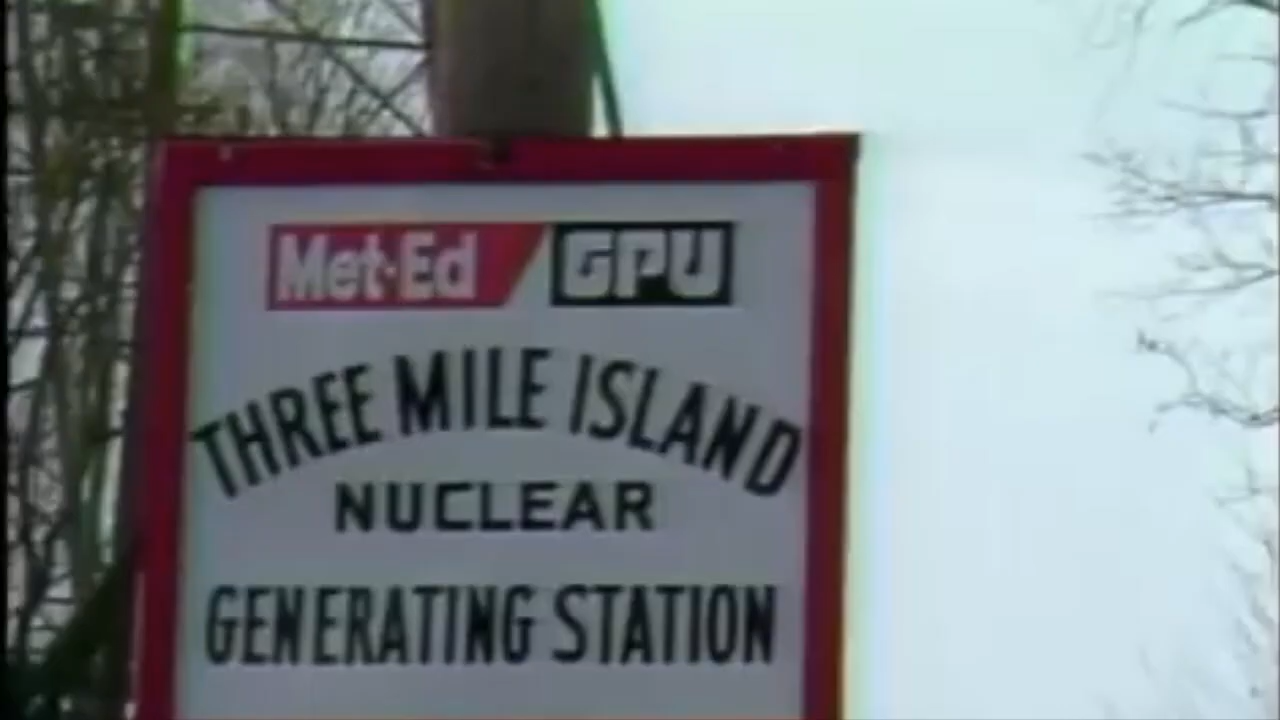 Met-Ed GPU
THREE MILE ISLAND
NUCLEAR
GENERATING STATION